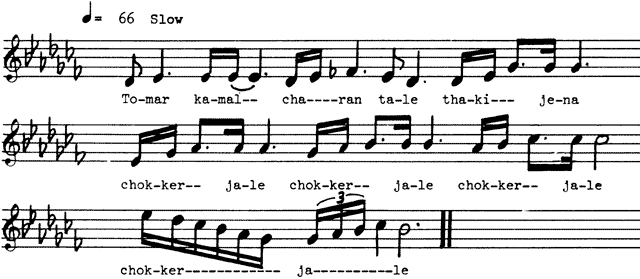 ♩= 66 Slow
To-mar ka-mal-- cha----ran ta-le tha-ki--- je-na
chok-ker-- ja-le chok-ker-- ja-le chok-ker-- ja-le
3
chok-ker------------ ja----------le